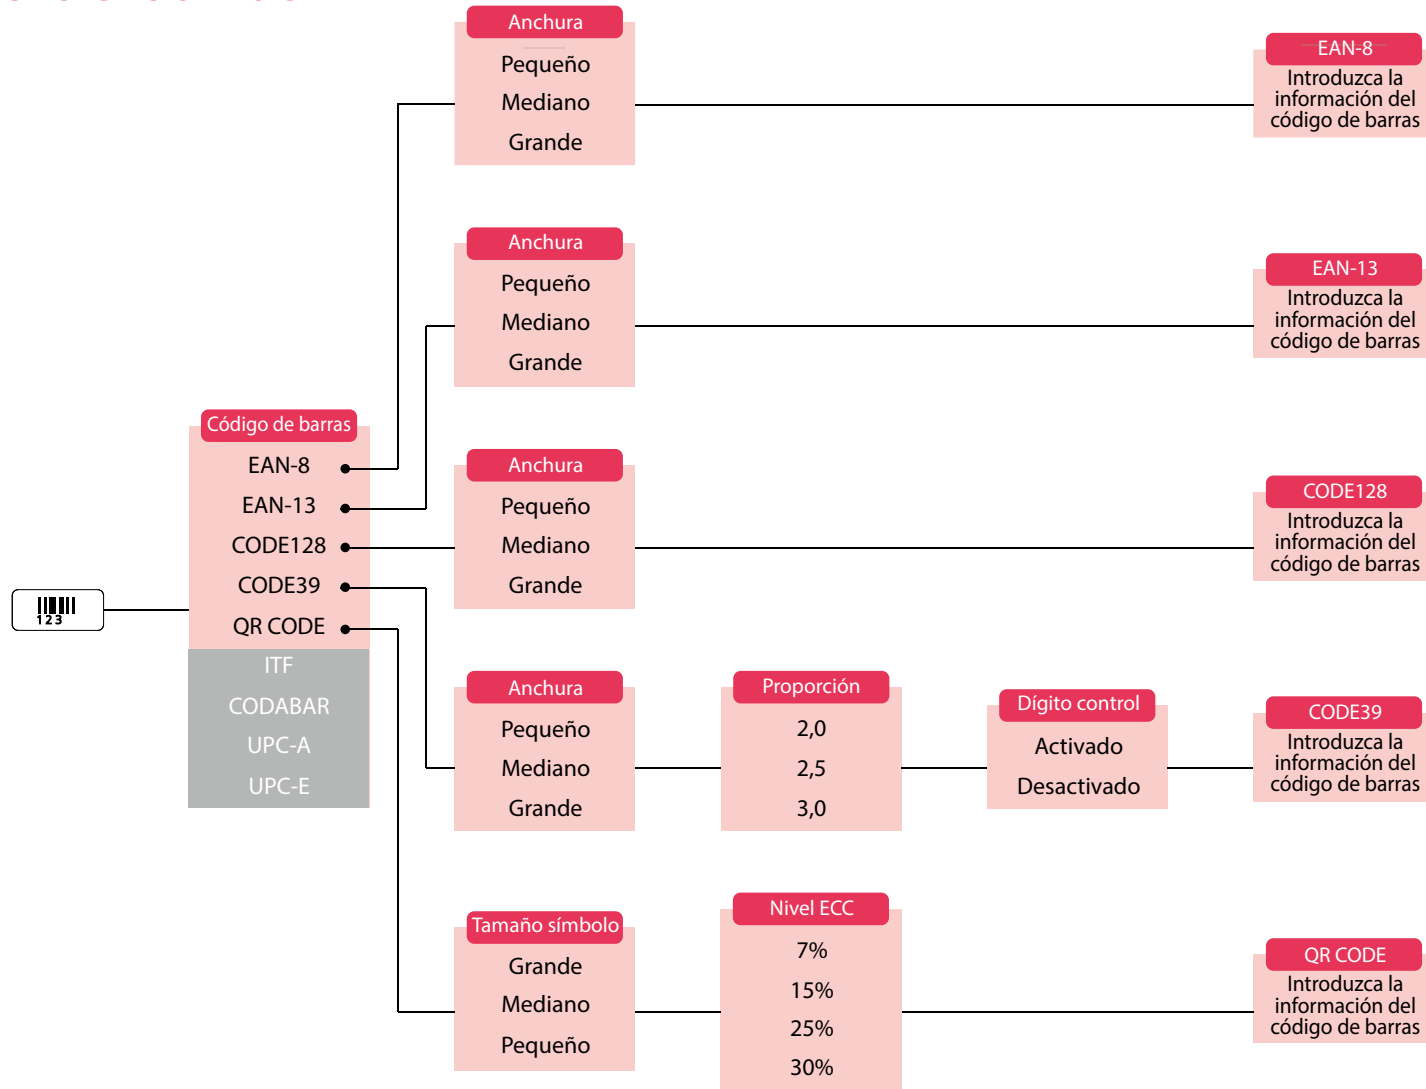 Anchura
Pequeño
Mediano
Grande
EAN-8
Introduzca la
información del
código de barras
Anchura
Pequeño
Mediano
Grande
EAN-13
Introduzca la
información del
código de barras
Código de barras
EAN-8
EAN-13
CODE128
CODE39
QR CODE
ITF
CODABAR
UPC-A
UPC-E
123
Anchura
Pequeño
Mediano
Grande
CODE128
Introduzca la
información del
código de barras
Anchura
Pequeño
Mediano
Grande
Proporción
2,0
2,5
3,0
Dígito control
Activado
Desactivado
CODE39
Introduzca la
información del
código de barras
Tamaño símbolo
Grande
Mediano
Pequeño
Nivel ECC
7%
15%
25%
30%
QR CODE
Introduzca la
información del
código de barras